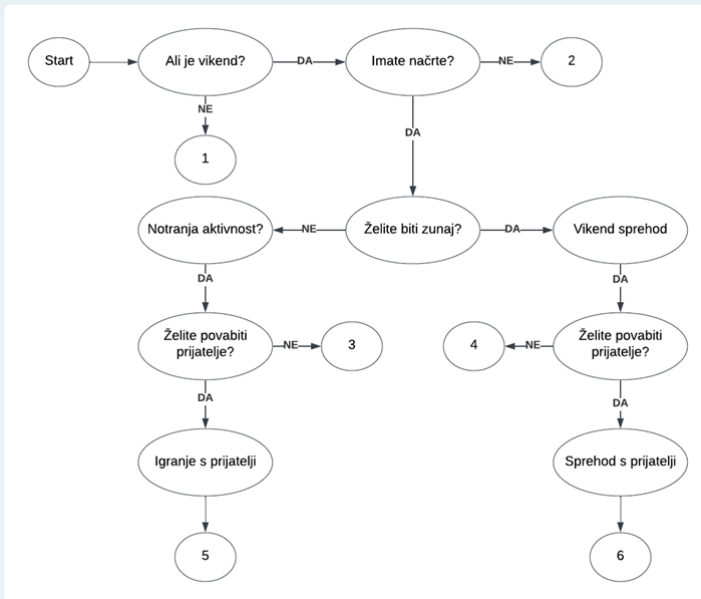 Start
Ali je vikend?
DA
Imate načrte?
NE
2
NE
DA
1
Notranja aktivnost?
NE
Želite biti zunaj?
DA
Vikend sprehod
DA
DA
Želite povabiti
prijatelje?
NE
3
4
NE
Želite povabiti
prijatelje?
DA
DA
Igranje s prijatelji
Sprehod s prijatelji
5
6